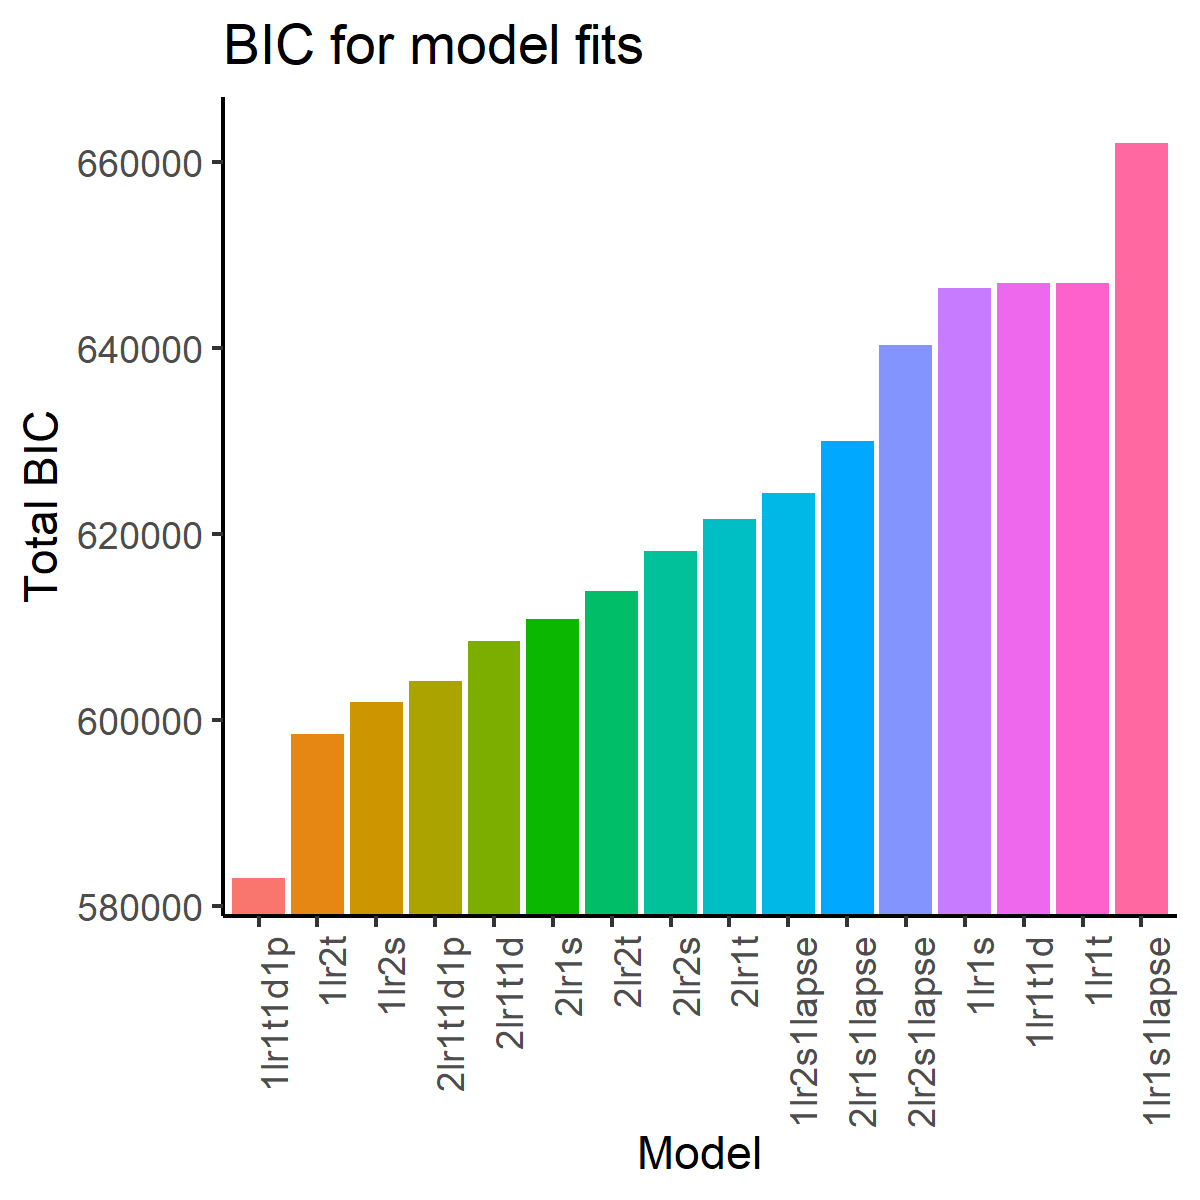 BIC for model fits
Total BIC
660000
640000
620000
600000
580000
1lr1t1d1p
1lr2t
1lr2s
2lr1t1d1p
2lr1t1d
2lr1s
2lr2t
2lr2s
2lr1t
1lr2s1lapse
2lr1s1lapse
2lr2s1lapse
1lr1s
1lr1t1d
1lr1t
1lr1s1lapse
Model